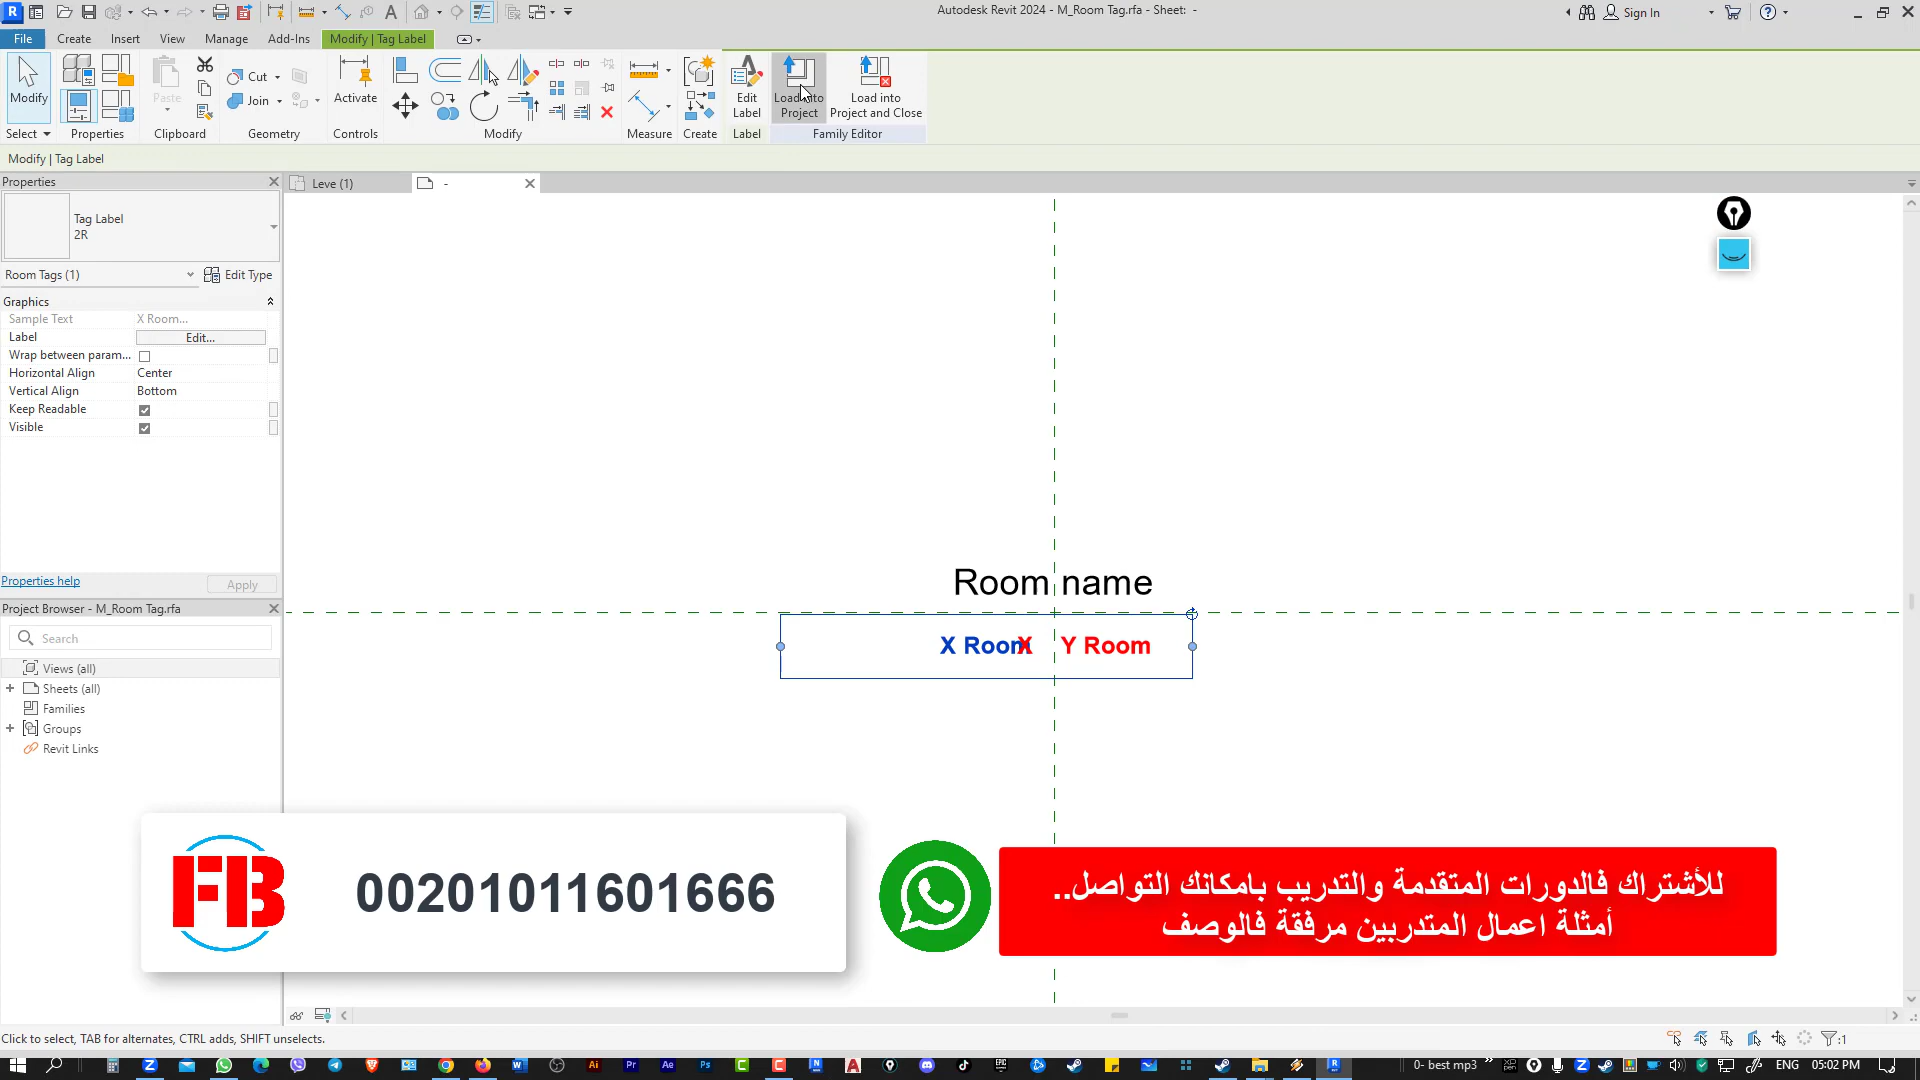 Autodesk Revit 2024 - M_Room Tag.rfa - Sheet: -
Sign In
File
Create
Insert
View
Manage
Add-Ins
Modify | Tag Label
Modify
Paste
Cut
Join
Activate
Edit Label
Load into Project
Load into Project and Close
Select
Properties
Clipboard
Geometry
Controls
Modify
Measure
Create
Label
Family Editor
Modify | Tag Label
Properties
Leve (1)
-
Tag Label
2R
Room Tags (1)
Edit Type
Graphics
Sample Text X Room...
Label Edit...
Wrap between param...
Horizontal Align Center
Vertical Align Bottom
Keep Readable
Visible
Properties help
Apply
Project Browser - M_Room Tag.rfa
Search
Views (all)
Sheets (all)
Families
Groups
Revit Links
Room name
X Room
X
Y Room
FB
00201011601666
للأشتراك فالدورات المتقدمة والتدريب بامكانك التواصل..
أمثلة اعمال المتدربين مرفقة فالوصف
Click to select, TAB for alternates, CTRL adds, SHIFT unselects.
:1
0- best mp3
ENG
05:02 PM